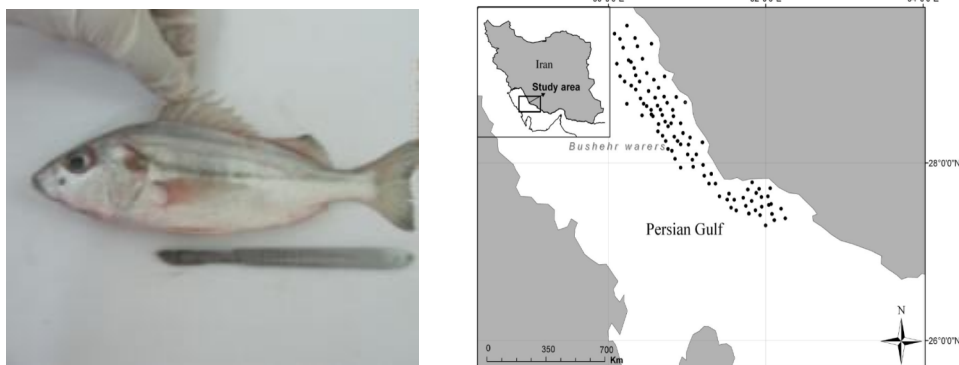 Iran
Study area
Bushehr warers
28°0'0"N
Persian Gulf
N
26°0'0"N
0 350 700
Km